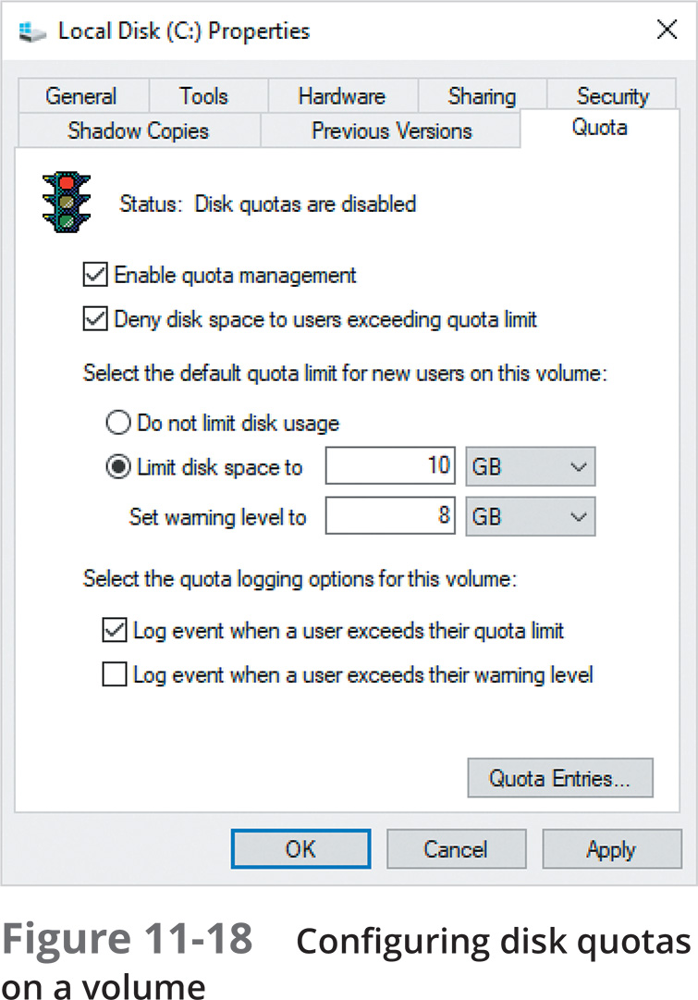 Local Disk (C:) Properties
General Tools Hardware Sharing Security
Shadow Copies Previous Versions Quota
Status: Disk quotas are disabled
Enable quota management
Deny disk space to users exceeding quota limit
Select the default quota limit for new users on this volume:
Do not limit disk usage
Limit disk space to 10 GB
Set warning level to 8 GB
Select the quota logging options for this volume:
Log event when a user exceeds their quota limit
Log event when a user exceeds their warning level
Quota Entries...
OK Cancel Apply
Figure 11-18 Configuring disk quotas
on a volume